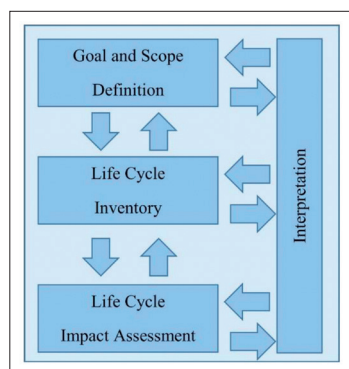 Goal and Scope
Definition
Life Cycle
Inventory
Life Cycle
Impact Assessment
Interpretation